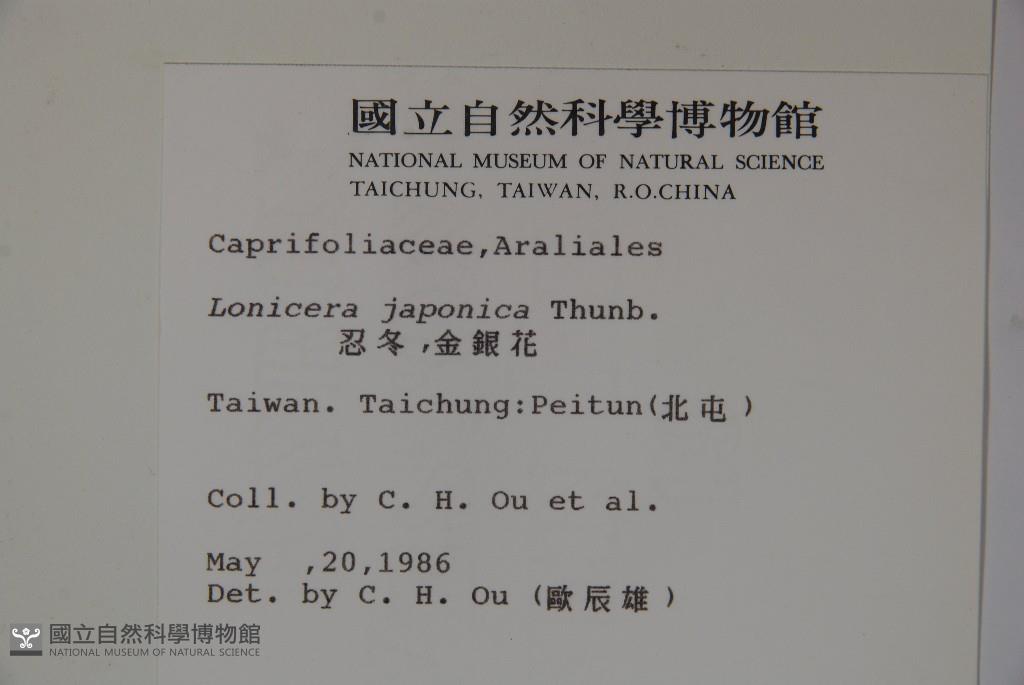 國立自然科學博物館
NATIONAL MUSEUM OF NATURAL SCIENCE
TAICHUNG, TAIWAN, R.O.CHINA
Caprifoliaceae,Araliales
Lonicera japonica Thunb.
忍冬,金銀花
Taiwan. Taichung:Peitun(北屯)
Coll. by C. H. Ou et al.
May ,20,1986
Det. by C. H. Ou (歐辰雄)
國立自然科學博物館
NATIONAL MUSEUM OF NATURAL SCIENCE